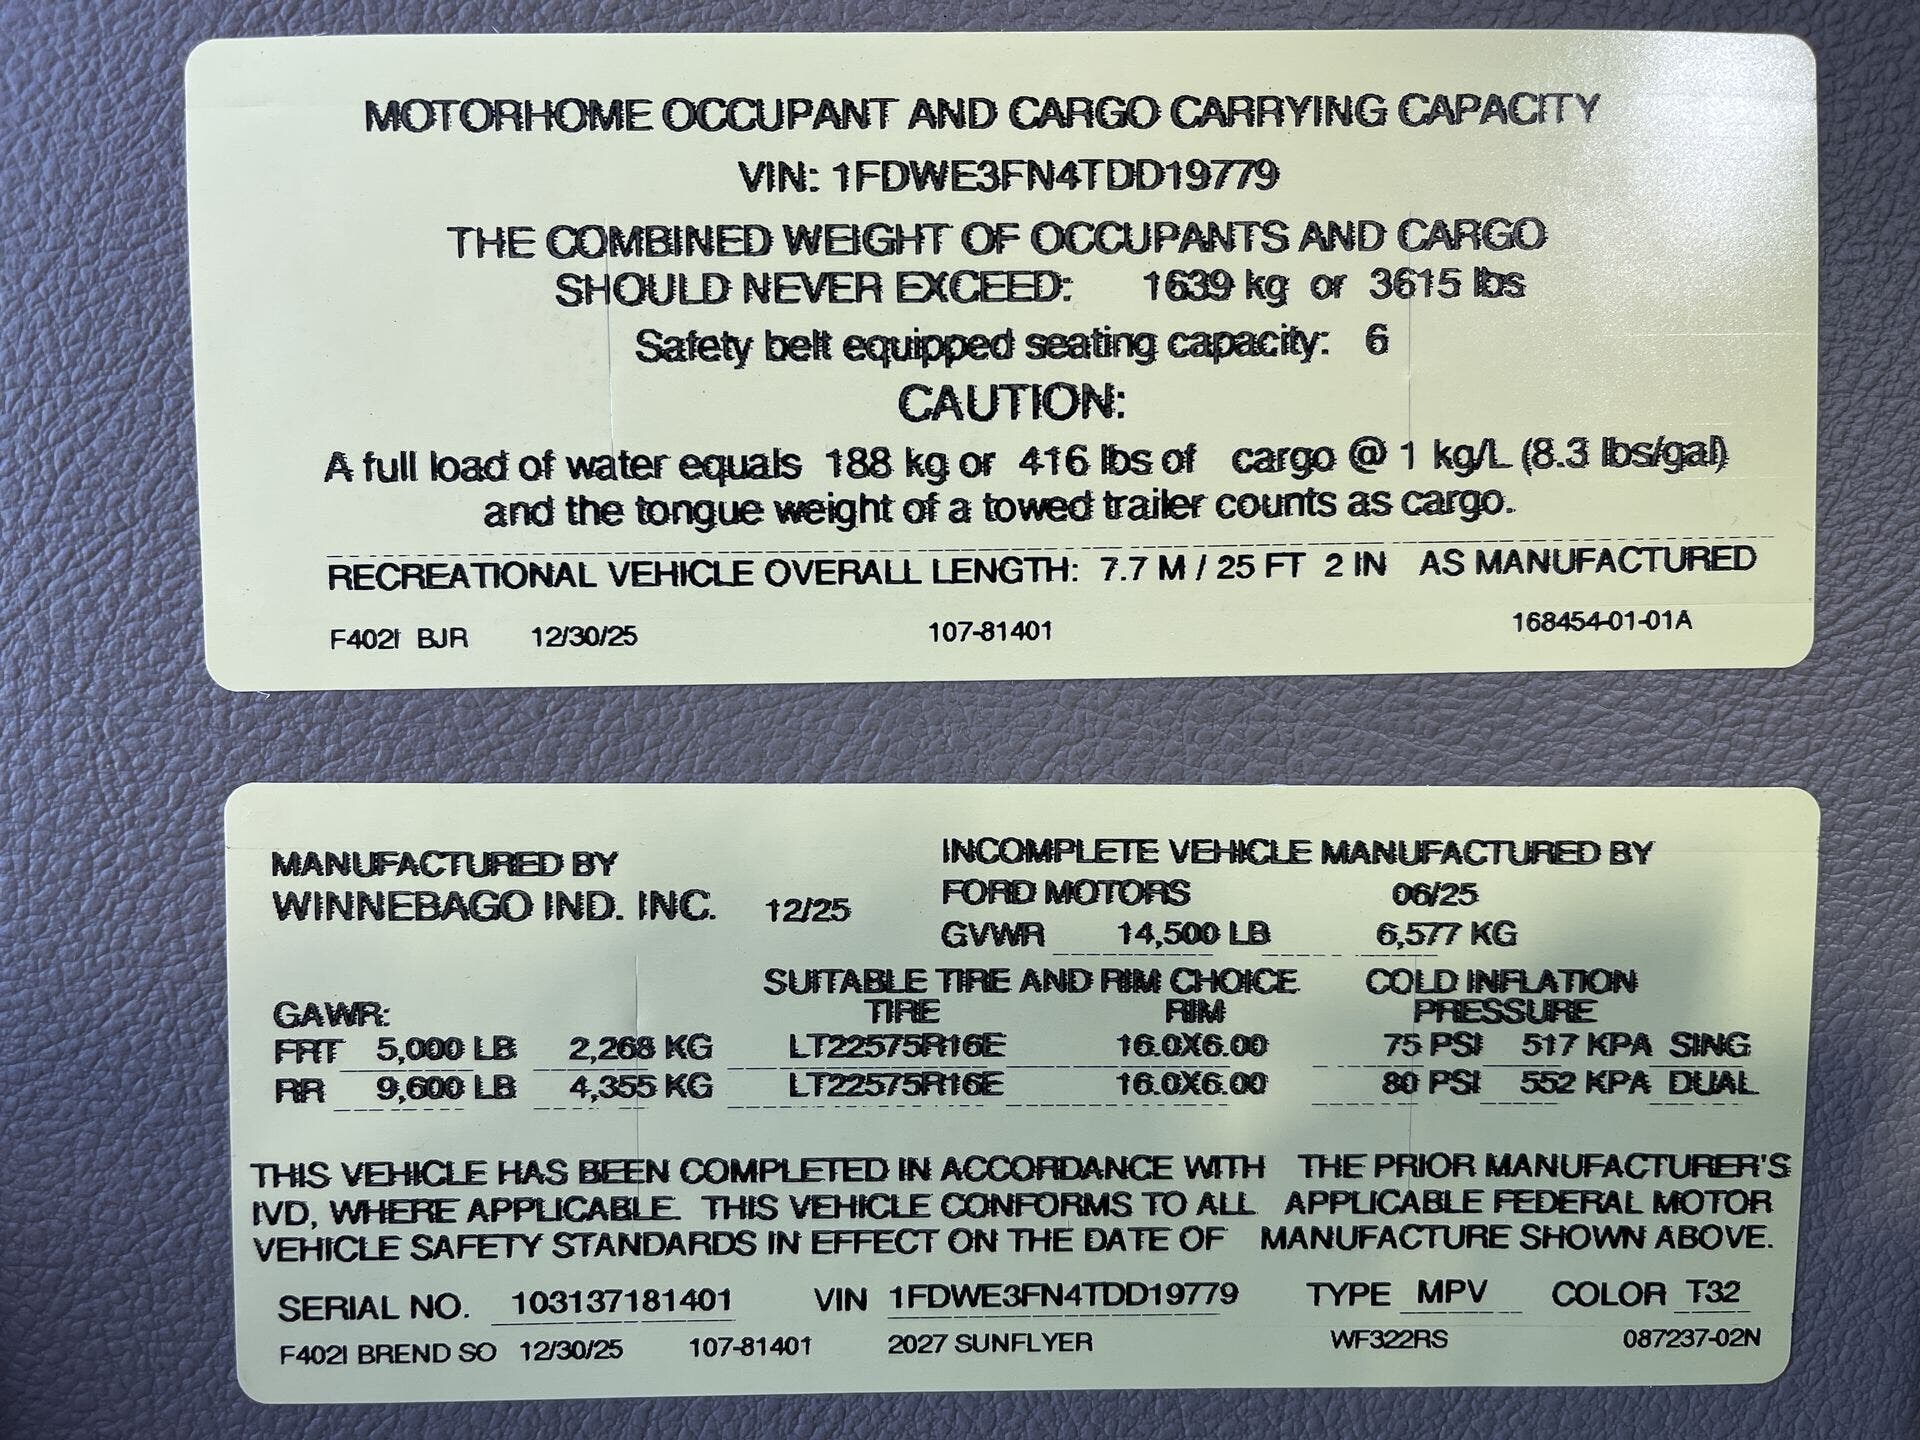 MOTORHOME OCCUPANT AND CARGO CARRYING CAPACITY
VIN: 1FDWE3FN4TDD19779
THE COMBINED WEIGHT OF OCCUPANTS AND CARGO
SHOULD NEVER EXCEED: 1639 kg or 3615 lbs
Safety belt equipped seating capacity: 6
CAUTION:
A full load of water equals 188 kg or 416 lbs of cargo @ 1 kg/L (8.3 lbs/gal)
and the tongue weight of a towed trailer counts as cargo.
RECREATIONAL VEHICLE OVERALL LENGTH: 7.7 M / 25 FT 2 IN AS MANUFACTURED
F402I BJR 12/30/25 107-81401 168454-01-01A
MANUFACTURED BY INCOMPLETE VEHICLE MANUFACTURED BY
WINNEBAGO IND. INC. 12/25 FORD MOTORS 06/25
GVWR 14,500 LB 6,577 KG
SUITABLE TIRE AND RIM CHOICE COLD INFLATION
GAWR: TIRE RIM PRESSURE
FRT 5,000 LB 2,268 KG LT22575R16E 16.0X6.00 75 PSI 517 KPA SING
RR 9,600 LB 4,355 KG LT22575R16E 16.0X6.00 80 PSI 552 KPA DUAL
THIS VEHICLE HAS BEEN COMPLETED IN ACCORDANCE WITH THE PRIOR MANUFACTURER'S
IVD, WHERE APPLICABLE. THIS VEHICLE CONFORMS TO ALL APPLICABLE FEDERAL MOTOR
VEHICLE SAFETY STANDARDS IN EFFECT ON THE DATE OF MANUFACTURE SHOWN ABOVE.
SERIAL NO. 103137181401 VIN 1FDWE3FN4TDD19779 TYPE MPV COLOR T32
F402I BREND SO 12/30/25 107-81401 2027 SUNFLYER WF322RS 087237-02N